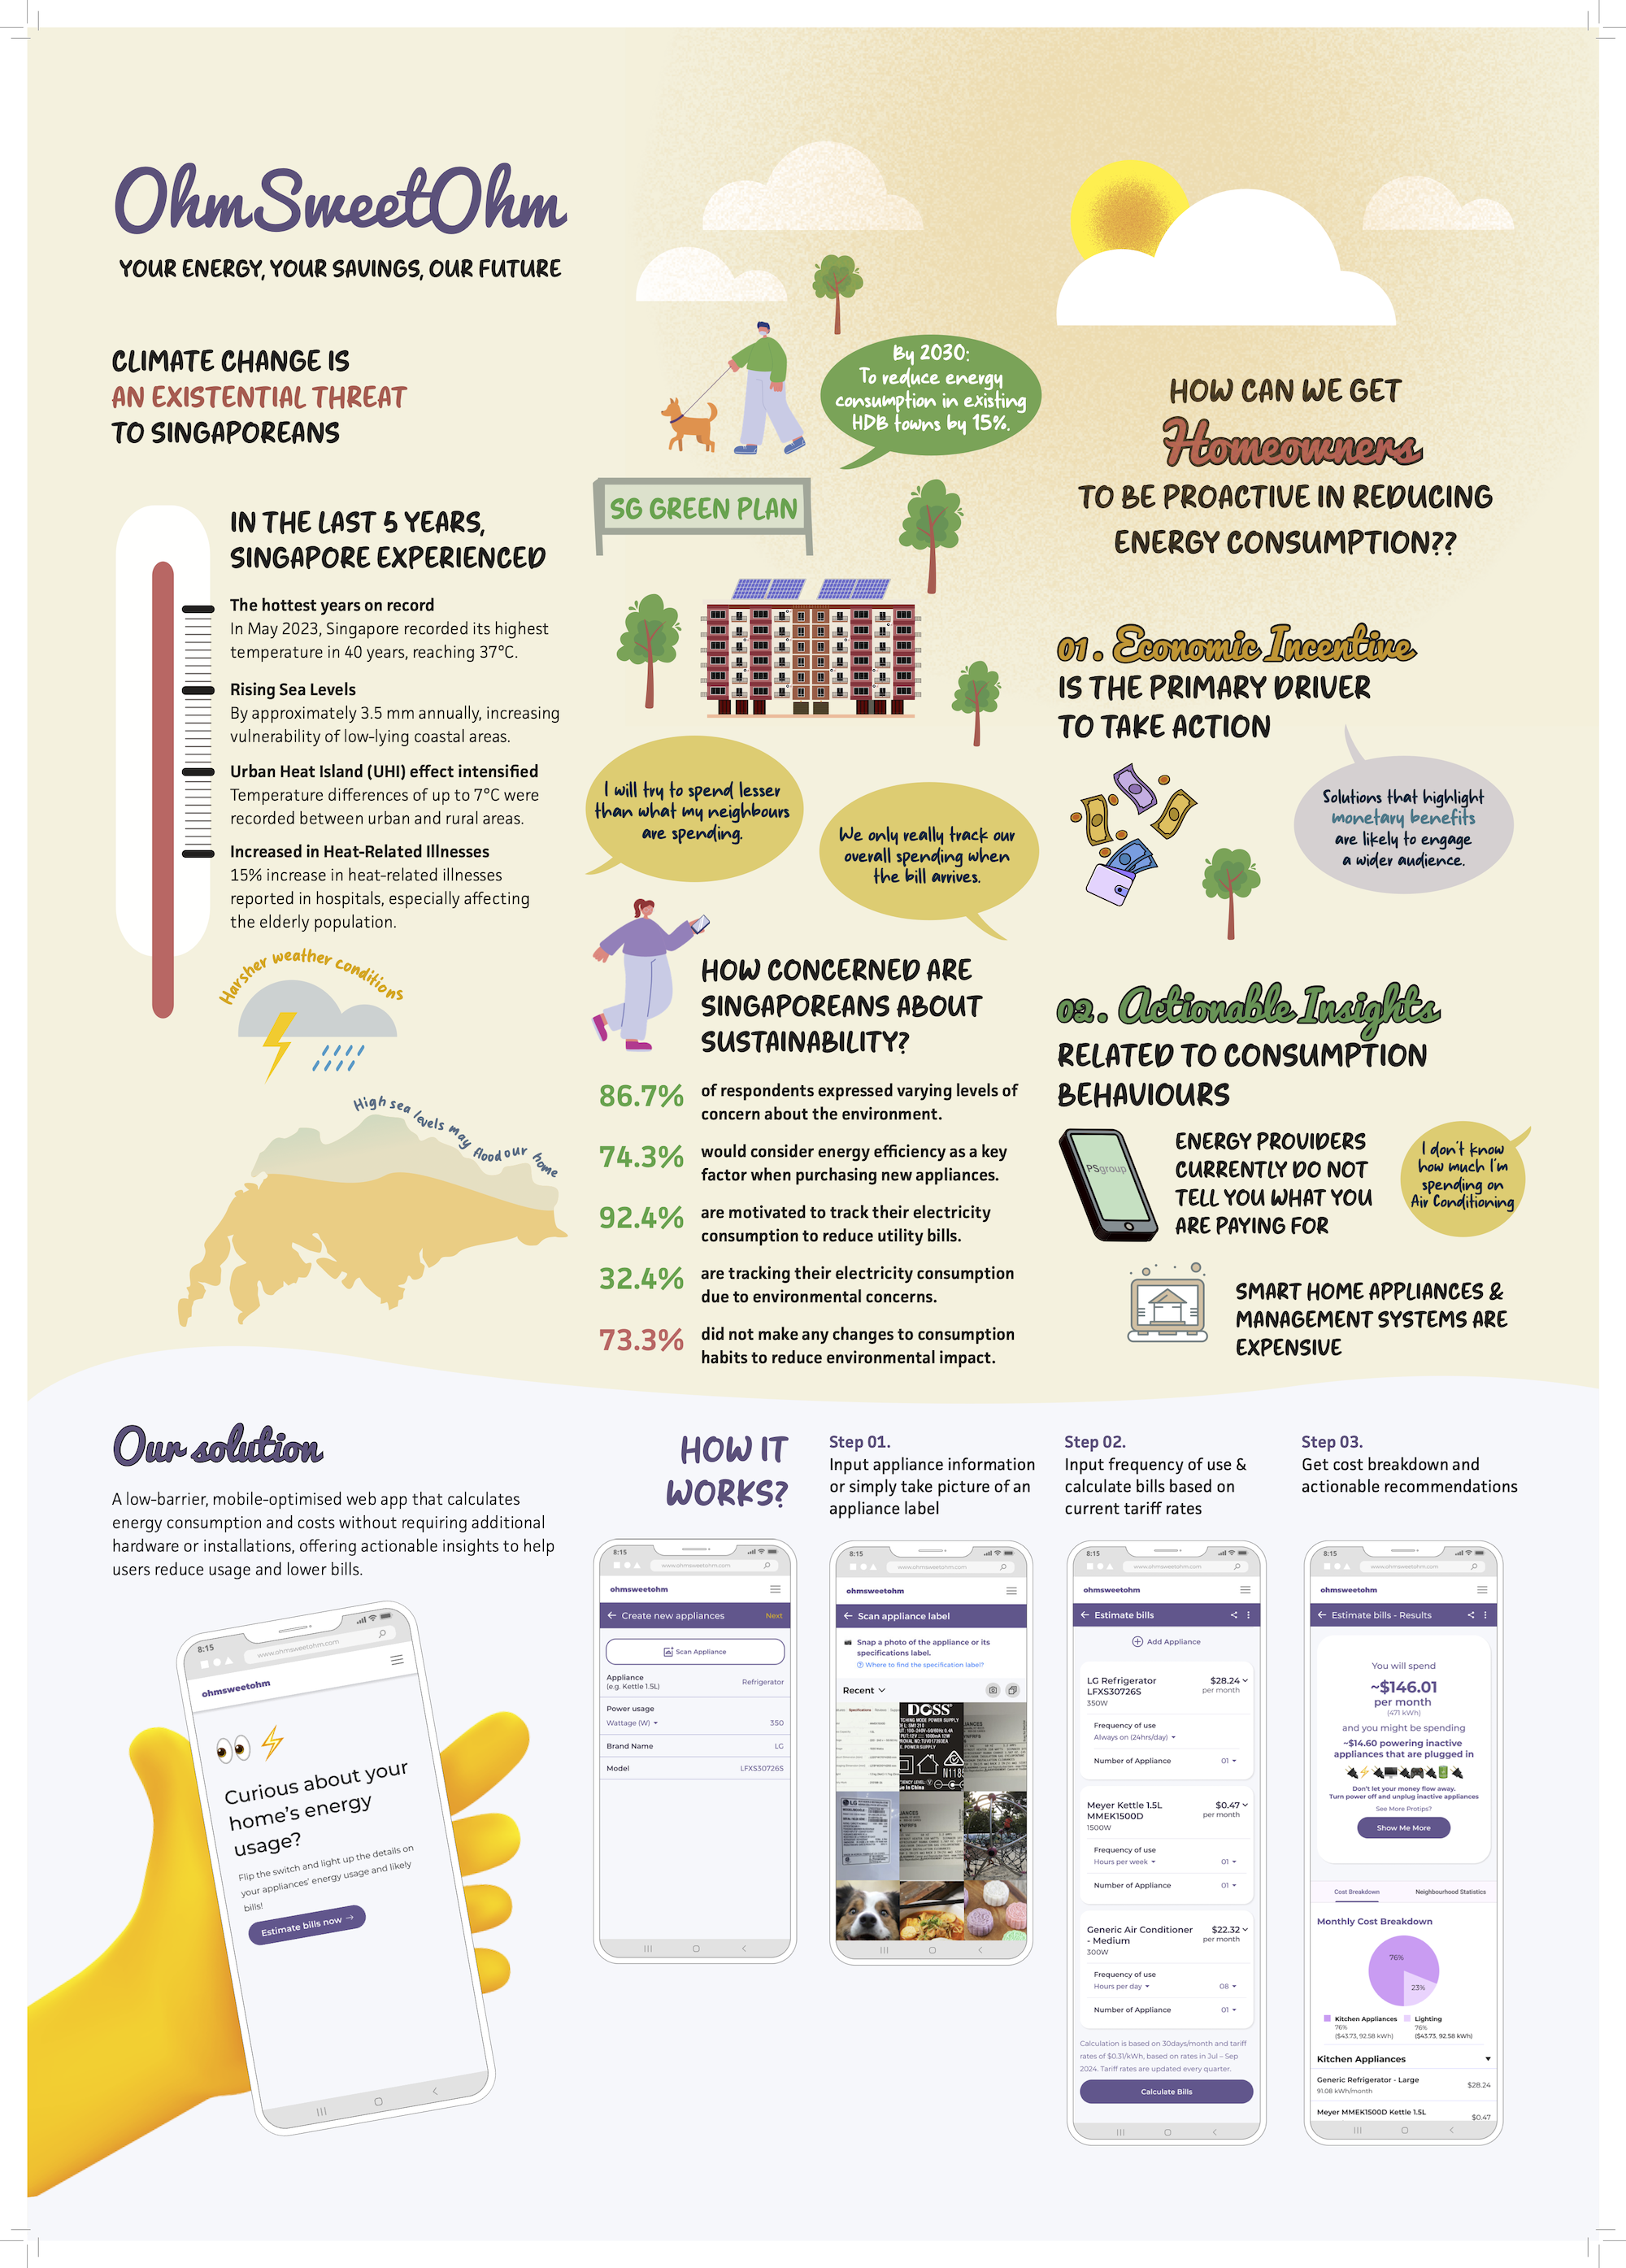 OhmSweetOhm
YOUR ENERGY, YOUR SAVINGS, OUR FUTURE
CLIMATE CHANGE IS
AN EXISTENTIAL THREAT
TO SINGAPOREANS
IN THE LAST 5 YEARS,
SINGAPORE EXPERIENCED
The hottest years on record
In May 2023, Singapore recorded its highest
temperature in 40 years, reaching 37°C.
Rising Sea Levels
By approximately 3.5 mm annually, increasing
vulnerability of low-lying coastal areas.
Urban Heat Island (UHI) effect intensified
Temperature differences of up to 7°C were
recorded between urban and rural areas.
Increased in Heat-Related Illnesses
15% increase in heat-related illnesses
reported in hospitals, especially affecting
the elderly population.
Harsher weather conditions
High sea levels may flood our home
By 2030:
To reduce energy
consumption in existing
HDB towns by 15%.
SG GREEN PLAN
I will try to spend lesser
than what my neighbours
are spending.
We only really track our
overall spending when
the bill arrives.
HOW CONCERNED ARE
SINGAPOREANS ABOUT
SUSTAINABILITY?
86.7% of respondents expressed varying levels of
concern about the environment.
74.3% would consider energy efficiency as a key
factor when purchasing new appliances.
92.4% are motivated to track their electricity
consumption to reduce utility bills.
32.4% are tracking their electricity consumption
due to environmental concerns.
73.3% did not make any changes to consumption
habits to reduce environmental impact.
HOW CAN WE GET
Homeowners
TO BE PROACTIVE IN REDUCING
ENERGY CONSUMPTION??
01. Economic Incentive
IS THE PRIMARY DRIVER
TO TAKE ACTION
Solutions that highlight
monetary benefits
are likely to engage
a wider audience.
02. Actionable Insights
RELATED TO CONSUMPTION
BEHAVIOURS
PSgroup
ENERGY PROVIDERS
CURRENTLY DO NOT
TELL YOU WHAT YOU
ARE PAYING FOR
I don't know
how much I'm
spending on
Air Conditioning
SMART HOME APPLIANCES &
MANAGEMENT SYSTEMS ARE
EXPENSIVE
Our solution
A low-barrier, mobile-optimised web app that calculates
energy consumption and costs without requiring additional
hardware or installations, offering actionable insights to help
users reduce usage and lower bills.
8:15
www.ohmsweetohm.com
ohmsweetohm
Curious about your
home's energy
usage?
Flip the switch and light up the details on
your appliances' energy usage and likely
bills!
Estimate bills now →
HOW IT
WORKS?
Step 01.
Input appliance information
or simply take picture of an
appliance label
8:15
www.ohmsweetohm.com
ohmsweetohm
← Create new appliances Next
Scan Appliance
Appliance
(e.g. Kettle 1.5L) Refrigerator
Power usage
Wattage (W) 350
Brand Name LG
Model LFXS30726S
8:15
www.ohmsweetohm.com
ohmsweetohm
← Scan appliance label
Snap a photo of the appliance or its
specifications label.
Where to find the specification label?
Recent
Specifications
DOSS
N118
LG
Step 02.
Input frequency of use &
calculate bills based on
current tariff rates
8:15
www.ohmsweetohm.com
ohmsweetohm
← Estimate bills
Add Appliance
LG Refrigerator $28.24
LFXS30726S per month
350W
Frequency of use
Always on (24hrs/day)
Number of Appliance 01
Meyer Kettle 1.5L $0.47
MMEK1500D per month
1500W
Frequency of use
Hours per week 01
Number of Appliance 01
Generic Air Conditioner $22.32
- Medium per month
300W
Frequency of use
Hours per day 08
Number of Appliance 01
Calculation is based on 30days/month and tariff
rates of $0.31/kWh, based on rates in Jul – Sep
2024. Tariff rates are updated every quarter.
Calculate Bills
Step 03.
Get cost breakdown and
actionable recommendations
8:15
www.ohmsweetohm.com
ohmsweetohm
← Estimate bills - Results
You will spend
~$146.01
per month
(471 kWh)
and you might be spending
~$14.60 powering inactive
appliances that are plugged in
Don't let your money flow away.
Turn power off and unplug inactive appliances
See More Protips?
Show Me More
Cost Breakdown Neighbourhood Statistics
Monthly Cost Breakdown
76%
23%
Kitchen Appliances Lighting
76% 76%
($43.73, 92.58 kWh) ($43.73, 92.58 kWh)
Kitchen Appliances
Generic Refrigerator - Large $28.24
91.08 kWh/month
Meyer MMEK1500D Kettle 1.5L $0.47